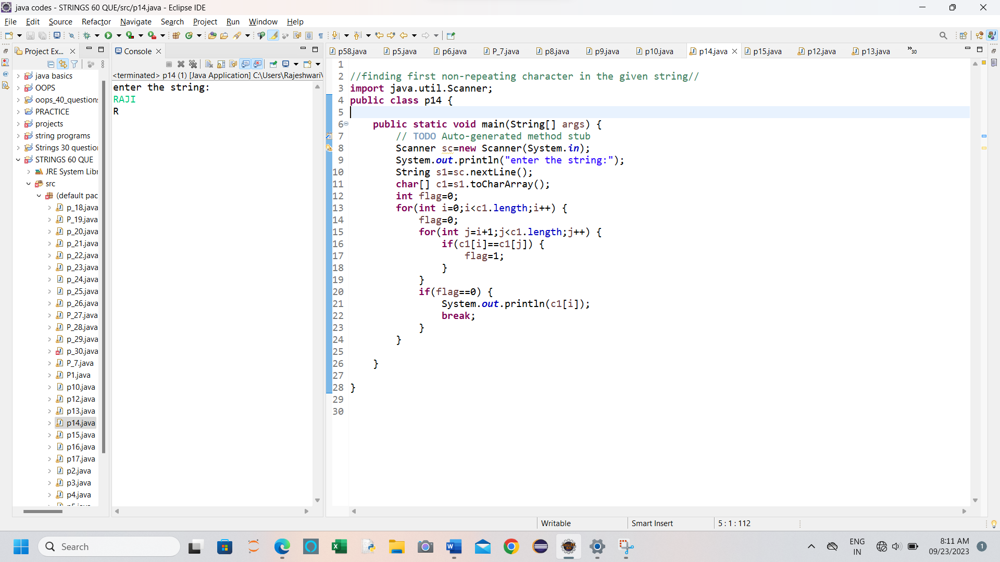 java codes - STRINGS 60 QUE/src/p14.java - Eclipse IDE
File Edit Source Refactor Navigate Search Project Run Window Help
Project Ex...
java basics
OOPS
oops_40_question
PRACTICE
projects
string programs
Strings 30 question
STRINGS 60 QUE
JRE System Libr
src
(default pac
p_18.java
P_19.java
p_20.java
p_21.java
p_22.java
p_23.java
p_24.java
p_25.java
p_26.java
P_27.java
P_28.java
p_29.java
p_30.java
P_7.java
P1.java
p10.java
p12.java
p13.java
p14.java
p15.java
p16.java
p17.java
p2.java
p3.java
p4.java
Console
<terminated> p14 (1) [Java Application] C:\Users\Rajeshwari\
enter the string:
RAJI
R
p58.java p5.java p6.java P_7.java p8.java p9.java p10.java p14.java p15.java p12.java p13.java »30
1
2 //finding first non-repeating character in the given string//
3 import java.util.Scanner;
4 public class p14 {
5
6 public static void main(String[] args) {
7 // TODO Auto-generated method stub
8 Scanner sc=new Scanner(System.in);
9 System.out.println("enter the string:");
10 String s1=sc.nextLine();
11 char[] c1=s1.toCharArray();
12 int flag=0;
13 for(int i=0;i<c1.length;i++) {
14 flag=0;
15 for(int j=i+1;j<c1.length;j++) {
16 if(c1[i]==c1[j]) {
17 flag=1;
18 }
19 }
20 if(flag==0) {
21 System.out.println(c1[i]);
22 break;
23 }
24 }
25
26 }
27
28 }
29
30
Writable Smart Insert 5 : 1 : 112
Search
ENG
IN
8:11 AM
09/23/2023
1